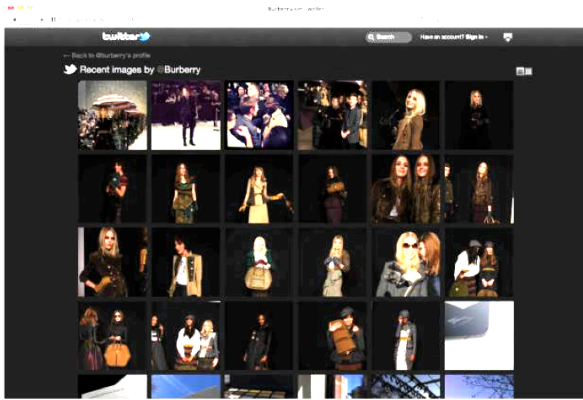 twitter
Search
Have an account? Sign in
← Back to @burberry's profile
Recent images by @Burberry